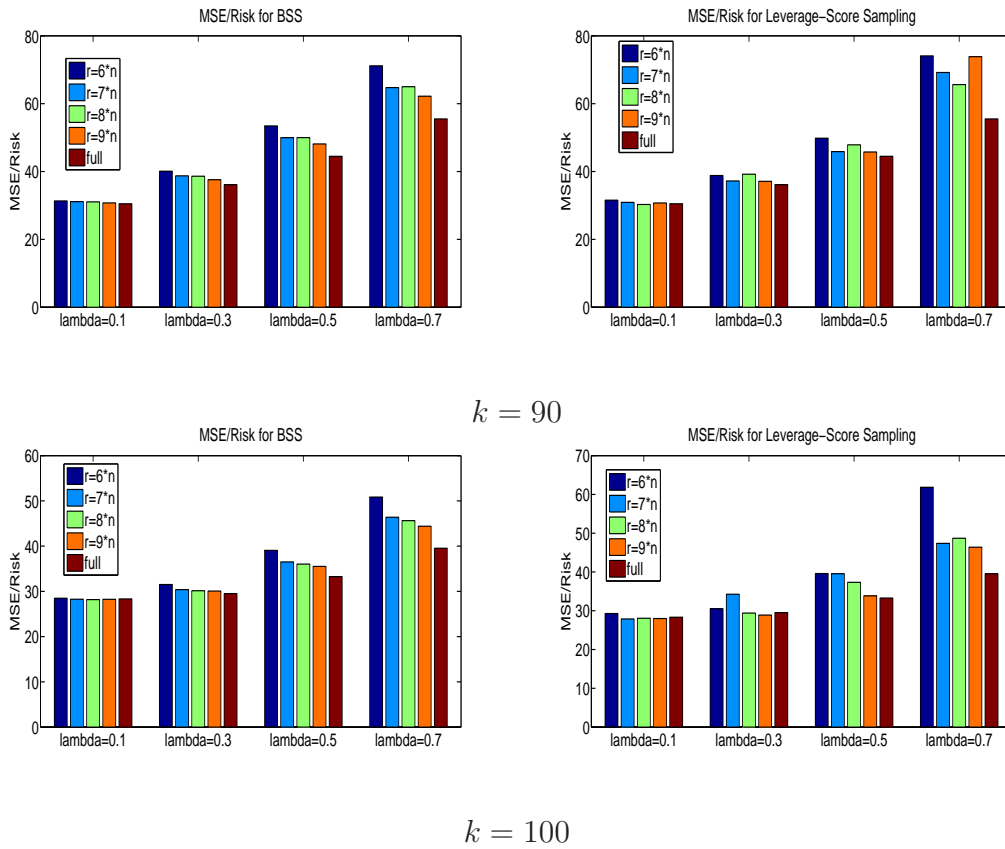 MSE/Risk for BSS
MSE/Risk
80
60
40
20
0
r=6*n
r=7*n
r=8*n
r=9*n
full
lambda=0.1 lambda=0.3 lambda=0.5 lambda=0.7
MSE/Risk for Leverage−Score Sampling
MSE/Risk
80
60
40
20
0
r=6*n
r=7*n
r=8*n
r=9*n
full
lambda=0.1 lambda=0.3 lambda=0.5 lambda=0.7
k = 90
MSE/Risk for BSS
MSE/Risk
60
50
40
30
20
10
0
r=6*n
r=7*n
r=8*n
r=9*n
full
lambda=0.1 lambda=0.3 lambda=0.5 lambda=0.7
MSE/Risk for Leverage−Score Sampling
MSE/Risk
70
60
50
40
30
20
10
0
r=6*n
r=7*n
r=8*n
r=9*n
full
lambda=0.1 lambda=0.3 lambda=0.5 lambda=0.7
k = 100